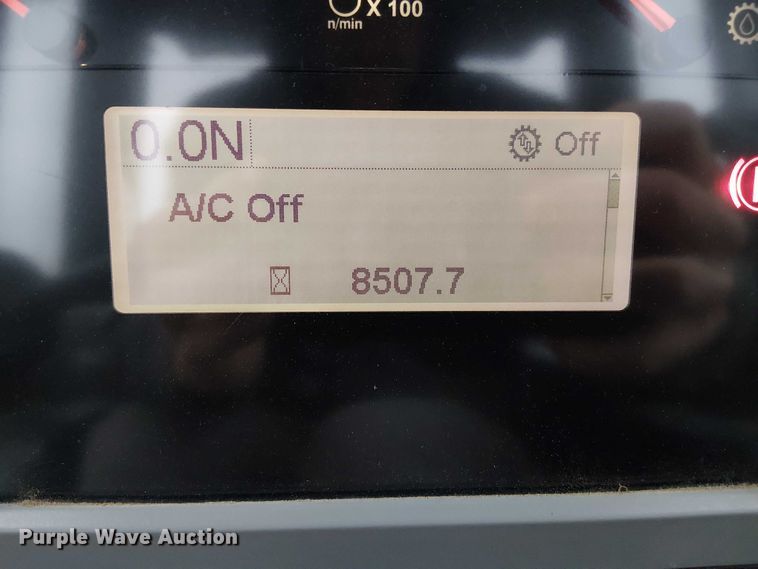 X 100
n/min
0.0N
Off
A/C Off
8507.7
Purple Wave Auction